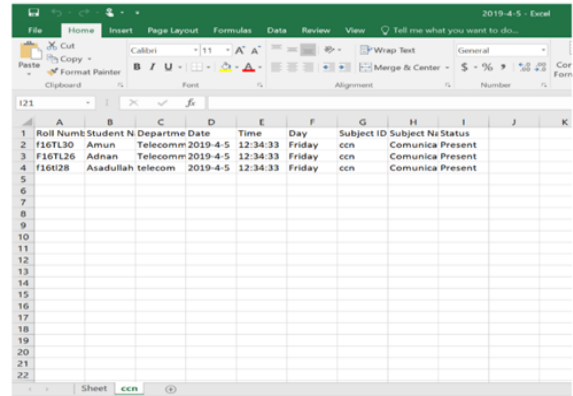 2019-4-5 - Excel
File Home Insert Page Layout Formulas Data Review View Tell me what you want to do...
Cut
Copy
Format Painter
Paste
Calibri 11 A A Wrap Text General
B I U A Merge & Center $ % Con
Form
Clipboard Font Alignment Number
I21 fx
A B C D E F G H I J K
1 Roll Numb Student N Departme Date Time Day Subject ID Subject Na Status
2 f16TL30 Amun Telecomm 2019-4-5 12:34:33 Friday ccn Comunica Present
3 F16TL26 Adnan Telecomm 2019-4-5 12:34:33 Friday ccn Comunica Present
4 f16tl28 Asadullah telecom 2019-4-5 12:34:33 Friday ccn Comunica Present
5
6
7
8
9
10
11
12
13
14
15
16
17
18
19
20
21
22
Sheet ccn